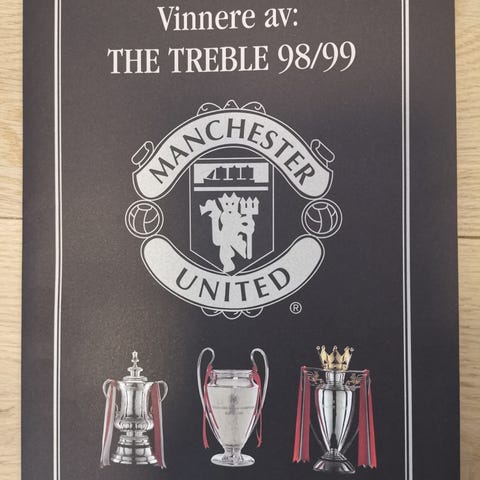 Vinnere av:
THE TREBLE 98/99
MANCHESTER
UNITED
®